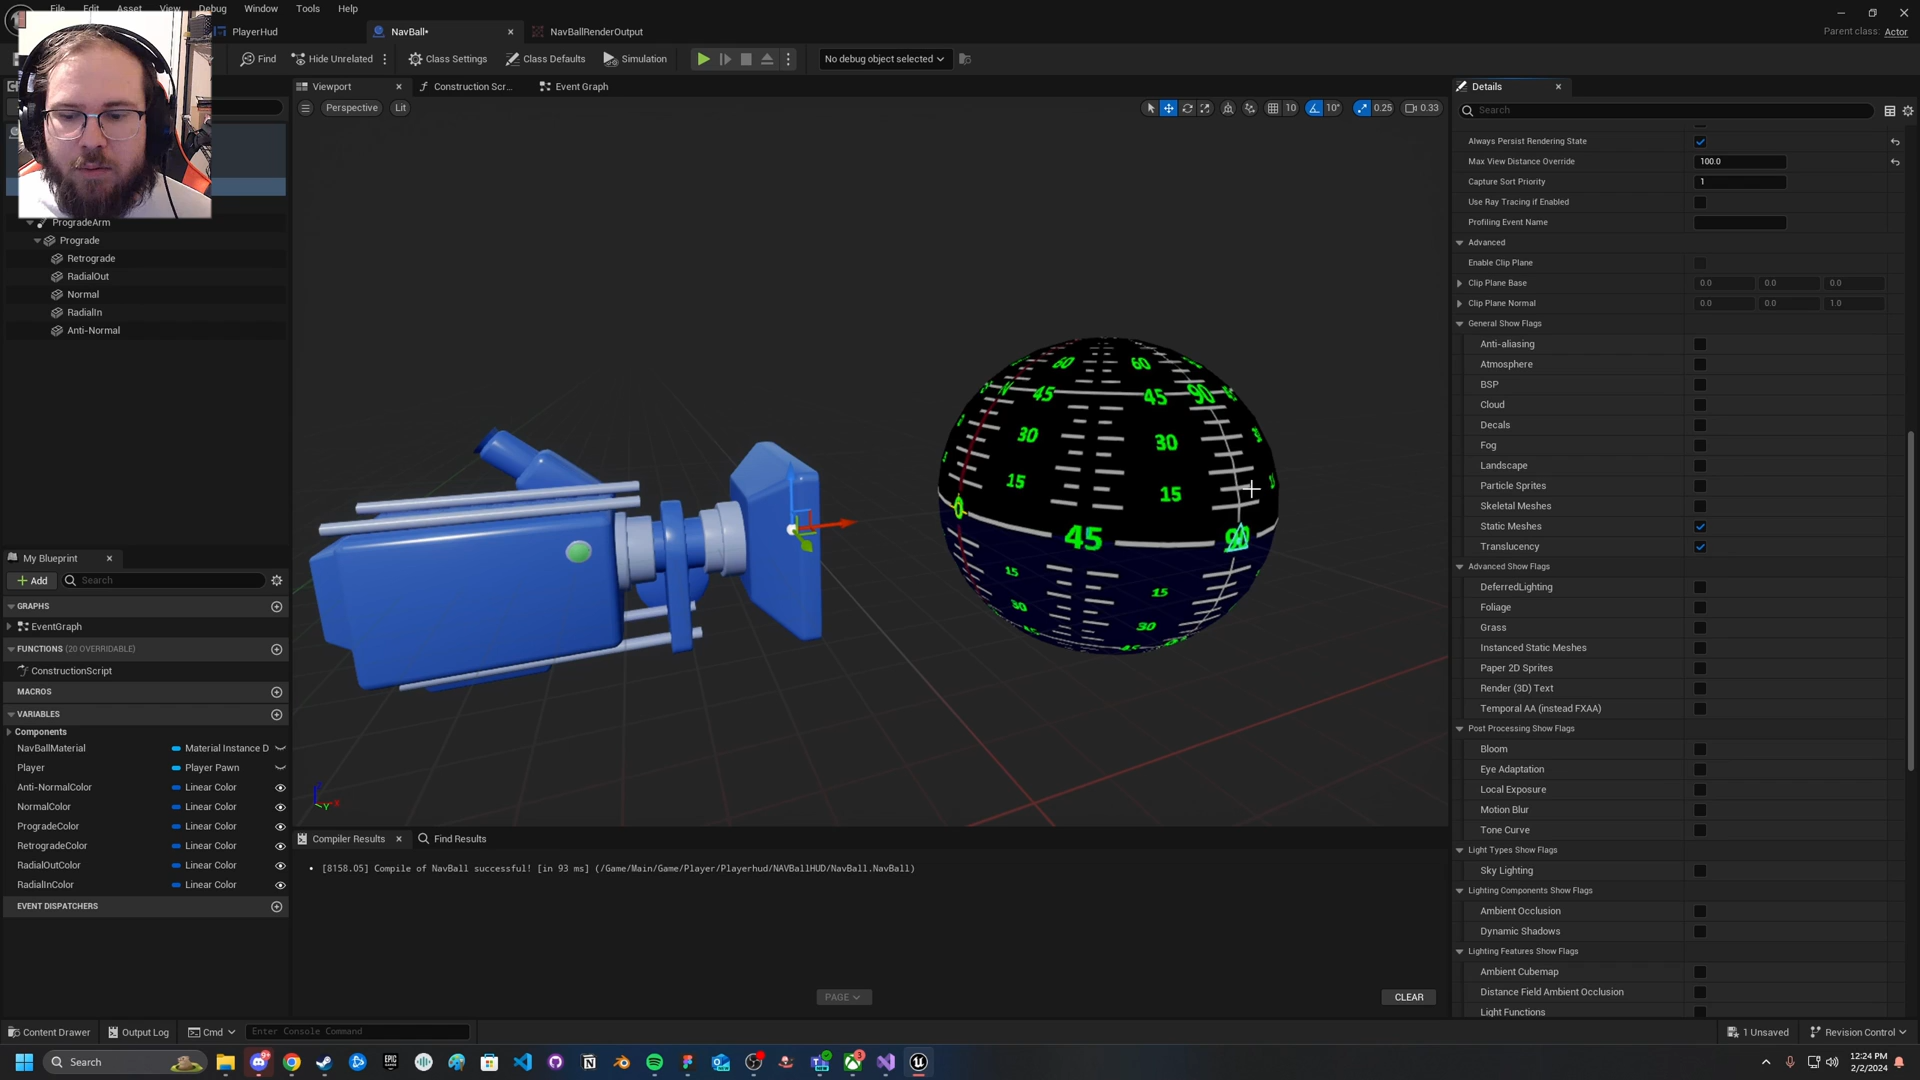 File Edit Asset View Debug Window Tools Help
PlayerHud
NavBall*
NavBallRenderOutput
Parent class: Actor
Find
Hide Unrelated
Class Settings
Class Defaults
Simulation
No debug object selected
Viewport
Construction Scr...
Event Graph
Perspective
Lit
10
10°
0.25
0.33
ProgradeArm
Prograde
Retrograde
RadialOut
Normal
RadialIn
Anti-Normal
My Blueprint
Add
Search
GRAPHS
EventGraph
FUNCTIONS (20 OVERRIDABLE)
ConstructionScript
MACROS
VARIABLES
Components
NavBallMaterial Material Instance D
Player Player Pawn
Anti-NormalColor Linear Color
NormalColor Linear Color
ProgradeColor Linear Color
RetrogradeColor Linear Color
RadialOutColor Linear Color
RadialInColor Linear Color
EVENT DISPATCHERS
60 60
45 45 90
30 30
15 15
0 45 90
15 15
30 30
Compiler Results
Find Results
[8158.05] Compile of NavBall successful! [in 93 ms] (/Game/Main/Game/Player/Playerhud/NAVBallHUD/NavBall.NavBall)
PAGE
CLEAR
Details
Search
Always Persist Rendering State
Max View Distance Override 100.0
Capture Sort Priority 1
Use Ray Tracing if Enabled
Profiling Event Name
Advanced
Enable Clip Plane
Clip Plane Base 0.0 0.0 0.0
Clip Plane Normal 0.0 0.0 1.0
General Show Flags
Anti-aliasing
Atmosphere
BSP
Cloud
Decals
Fog
Landscape
Particle Sprites
Skeletal Meshes
Static Meshes
Translucency
Advanced Show Flags
DeferredLighting
Foliage
Grass
Instanced Static Meshes
Paper 2D Sprites
Render (3D) Text
Temporal AA (instead FXAA)
Post Processing Show Flags
Bloom
Eye Adaptation
Local Exposure
Motion Blur
Tone Curve
Light Types Show Flags
Sky Lighting
Lighting Components Show Flags
Ambient Occlusion
Dynamic Shadows
Lighting Features Show Flags
Ambient Cubemap
Distance Field Ambient Occlusion
Light Functions
Content Drawer
Output Log
Cmd
Enter Console Command
1 Unsaved
Revision Control
Search
12:24 PM
2/2/2024